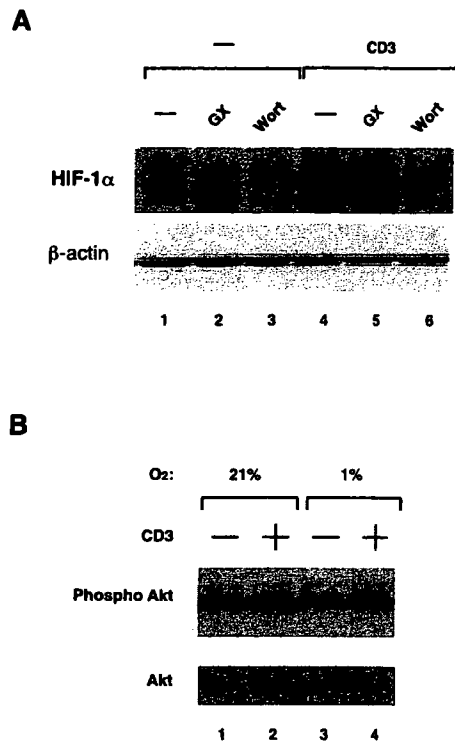 A
— CD3
— GX Wort — GX Wort
HIF-1α
β-actin
1 2 3 4 5 6
B
O2: 21% 1%
CD3 — + — +
Phospho Akt
Akt
1 2 3 4